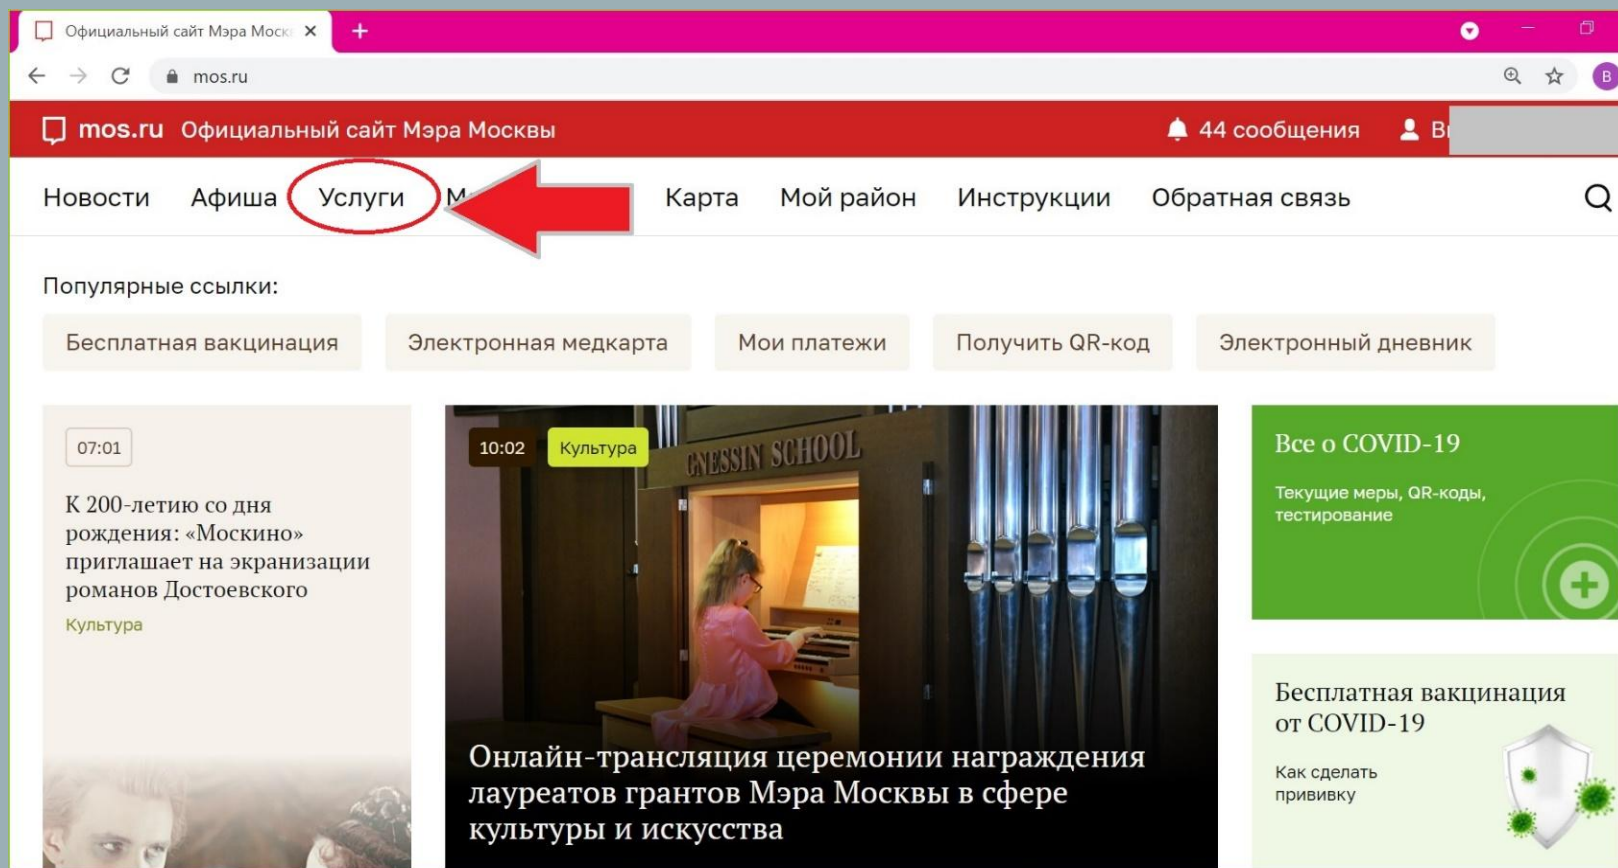 Официальный сайт Мэра Моск
mos.ru
mos.ru Официальный сайт Мэра Москвы
44 сообщения
В
Новости Афиша Услуги Карта Мой район Инструкции Обратная связь
Популярные ссылки:
Бесплатная вакцинация Электронная медкарта Мои платежи Получить QR-код Электронный дневник
07:01
К 200-летию со дня
рождения: «Москино»
приглашает на экранизации
романов Достоевского
Культура
10:02 Культура
GNESSIN SCHOOL
Онлайн-трансляция церемонии награждения
лауреатов грантов Мэра Москвы в сфере
культуры и искусства
Все о COVID-19
Текущие меры, QR-коды,
тестирование
Бесплатная вакцинация
от COVID-19
Как сделать
прививку